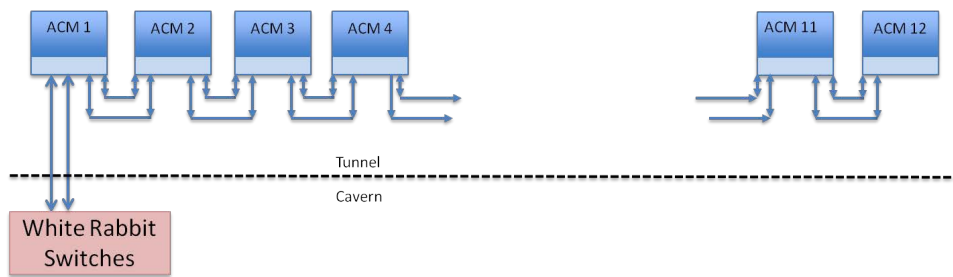 ACM 1
ACM 2
ACM 3
ACM 4
ACM 11
ACM 12
Tunnel
Cavern
White Rabbit
Switches